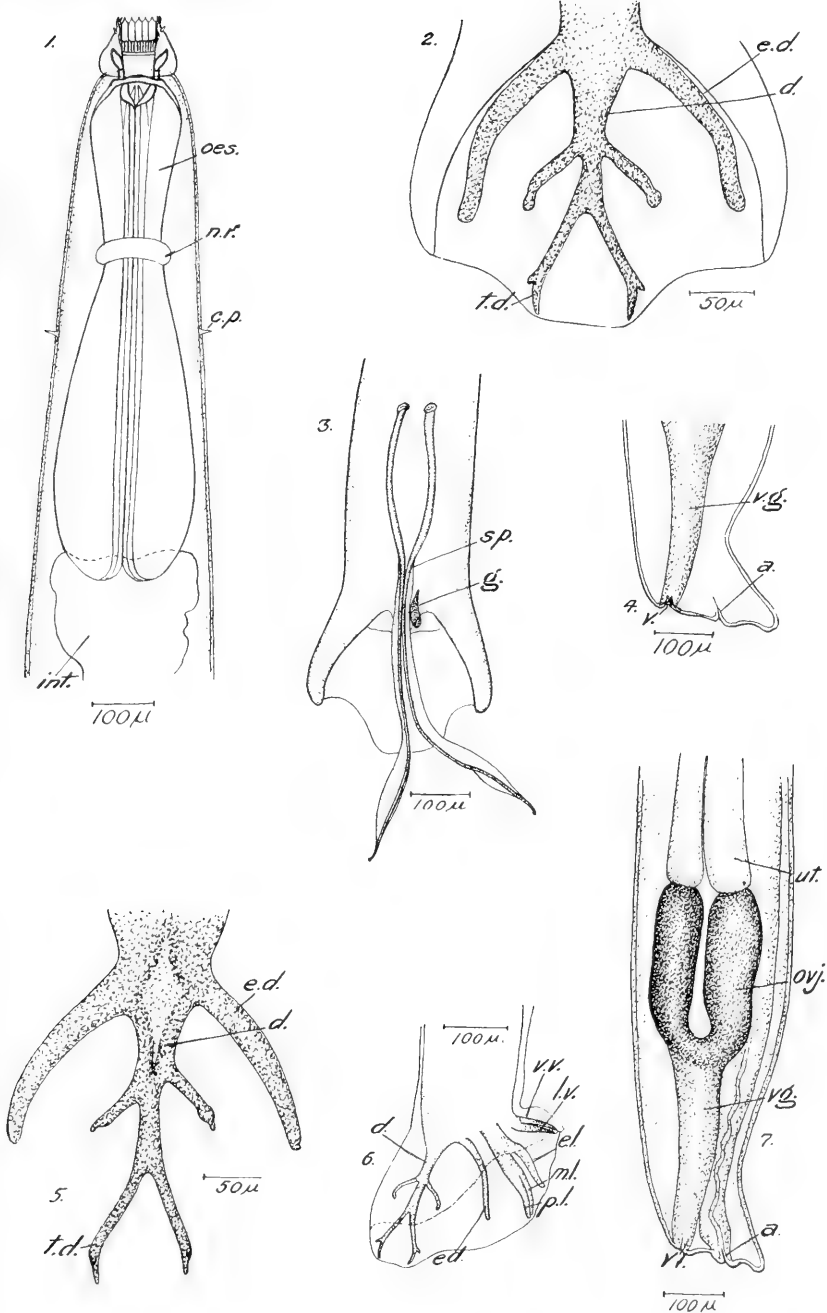 1.
oes.
n.r.
c.p.
int.
100µ
2.
e.d.
d.
t.d.
50µ
3.
sp.
g.
100µ
v.g.
a.
4.
v.
100µ
5.
e.d.
d.
t.d.
50µ
6.
100µ
v.v.
l.v.
d.
e.l.
m.l.
p.l.
e.d.
ut.
ovj.
vg.
7.
a.
100µ